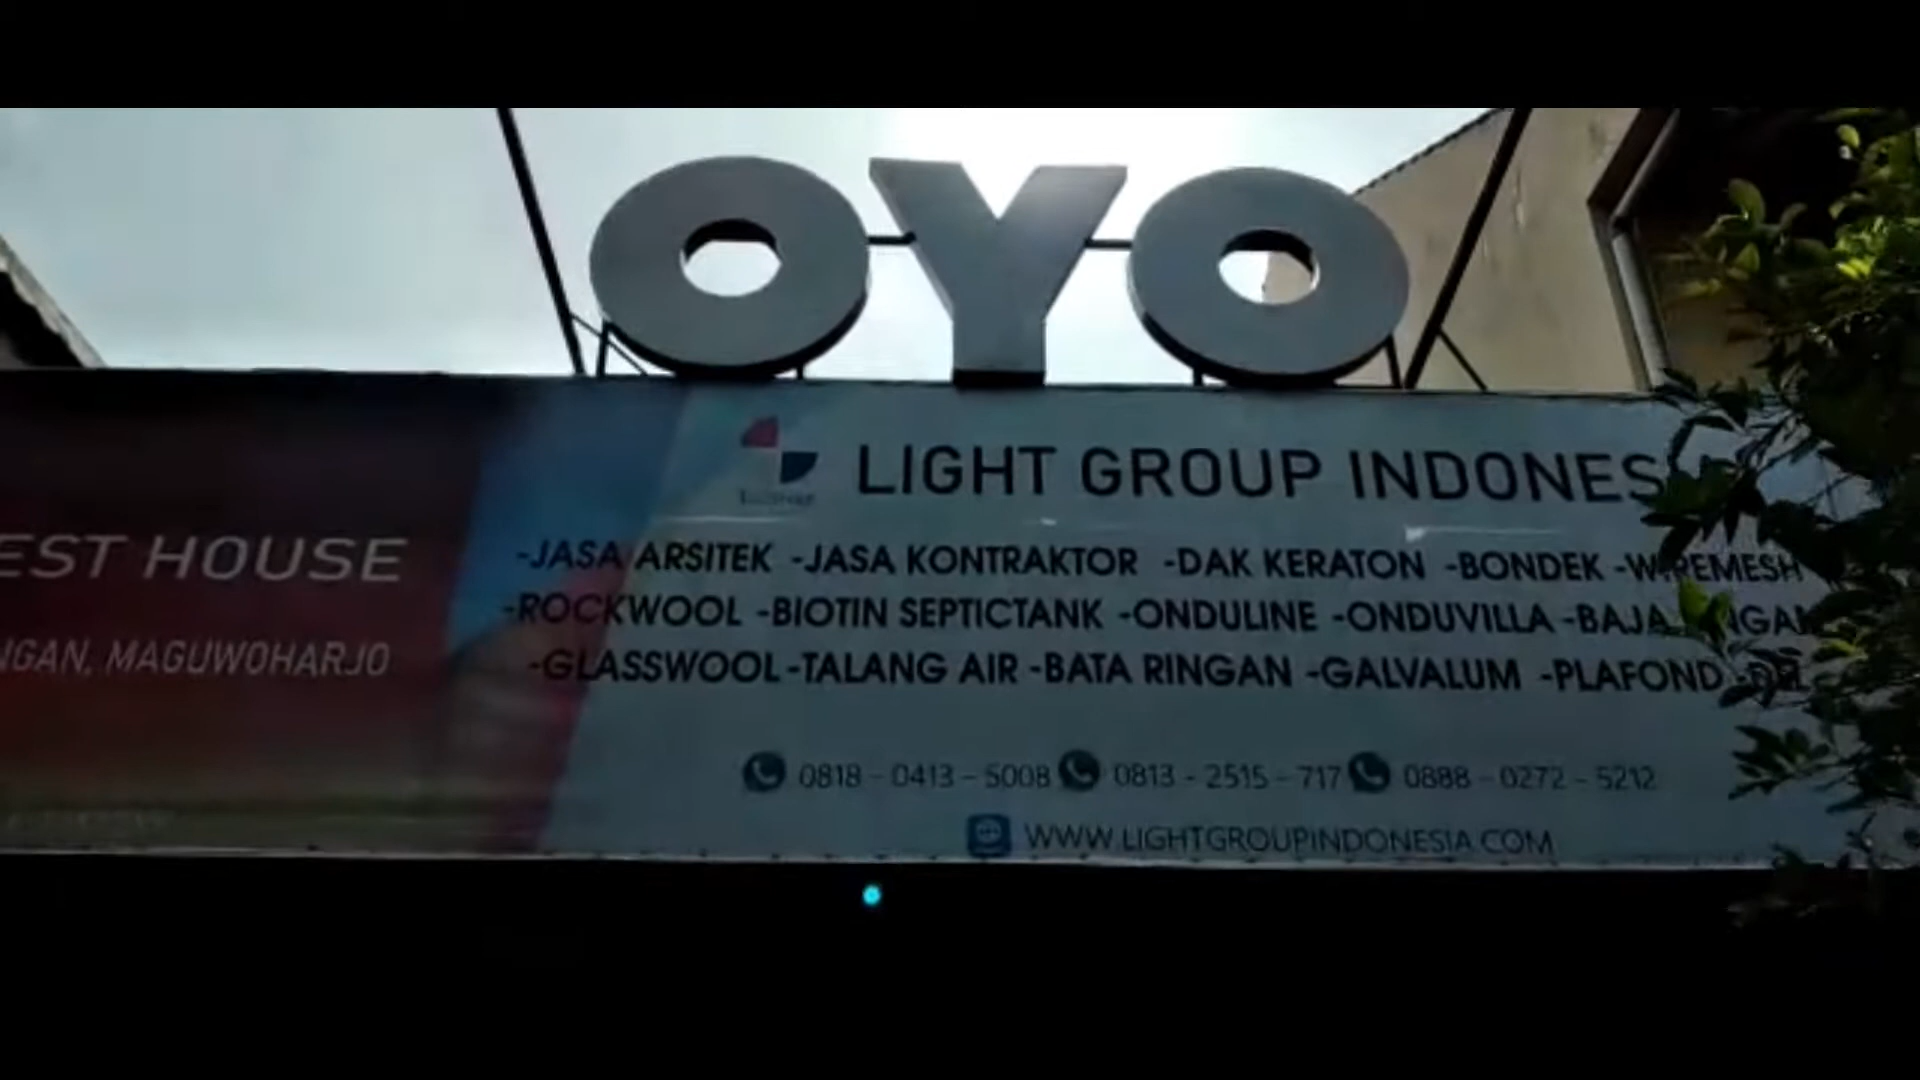 OYO
LIGHT GROUP INDONES
EST HOUSE
NGAN, MAGUWOHARJO
-JASA ARSITEK -JASA KONTRAKTOR -DAK KERATON -BONDEK -WIREMESH
-ROCKWOOL -BIOTIN SEPTICTANK -ONDULINE -ONDUVILLA -BAJA
-GLASSWOOL -TALANG AIR -BATA RINGAN -GALVALUM -PLAFOND
0818 - 0413 - 5008 0813 - 2515 - 717 0888 - 0272 - 5212
WWW.LIGHTGROUPINDONESIA.COM